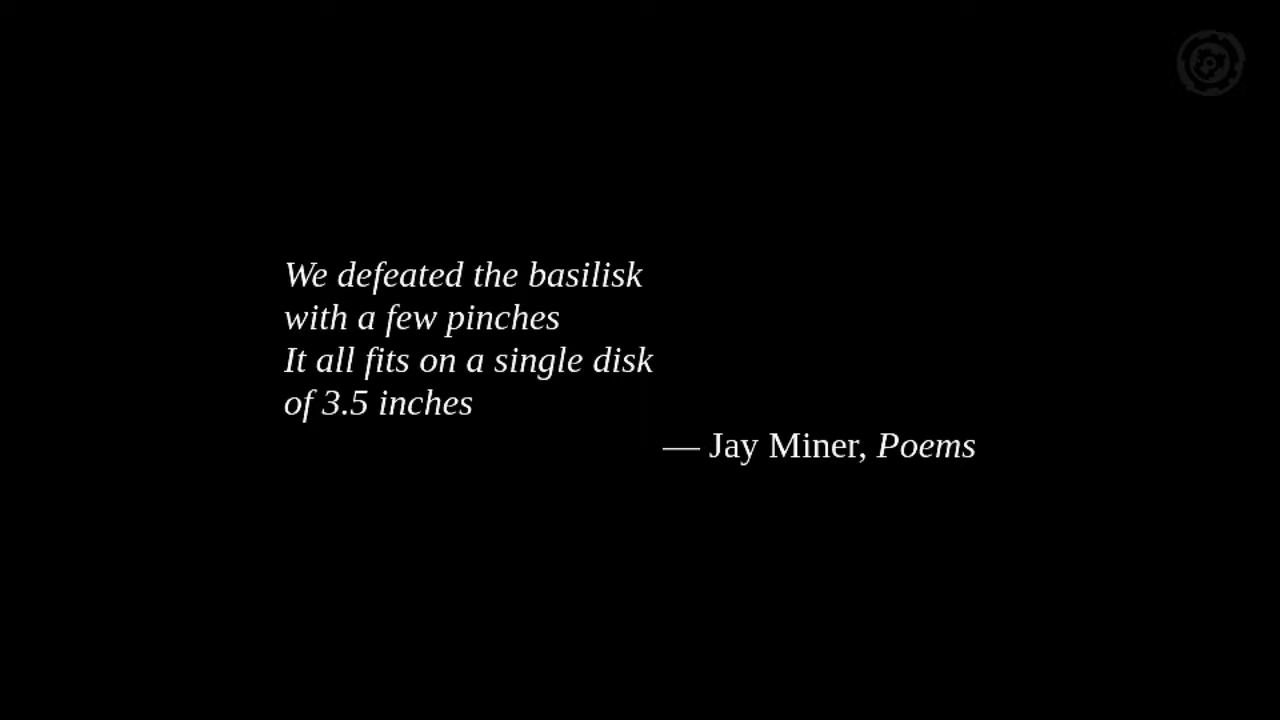 We defeated the basilisk
with a few pinches
It all fits on a single disk
of 3.5 inches
— Jay Miner, Poems